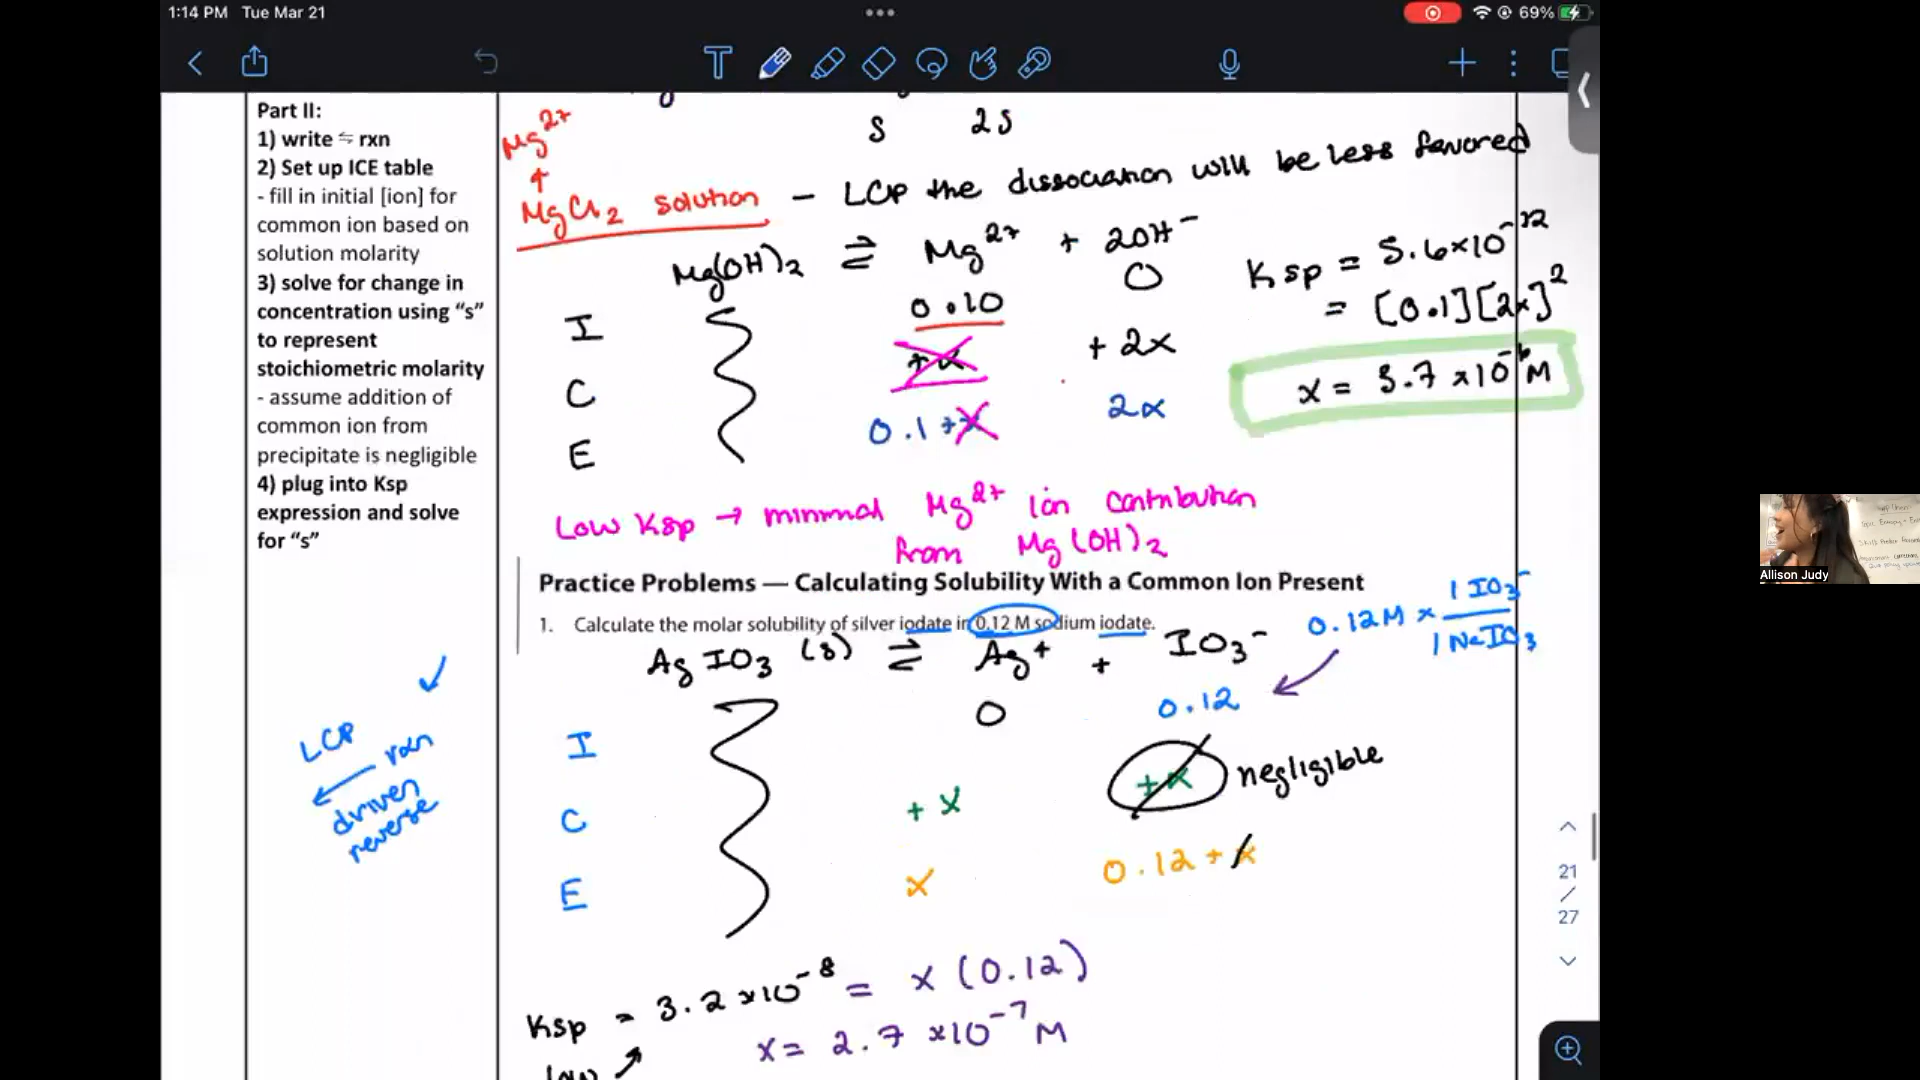 1:14 PM Tue Mar 21
69%
Part II:
1) write ⇋ rxn
2) Set up ICE table
- fill in initial [ion] for
common ion based on
solution molarity
3) solve for change in
concentration using “s”
to represent
stoichiometric molarity
- assume addition of
common ion from
precipitate is negligible
4) plug into Ksp
expression and solve
for “s”
LCP
← rxn
driven
reverse
s 2s
Mg²⁺
↑
MgCl₂ solution – LCP the dissociation will be less favored
Mg(OH)₂ ⇌ Mg²⁺ + 2OH⁻
I 0.10 0
C +x +2x
E 0.1+x 2x
Ksp = 5.6×10⁻¹²
= [0.1][2x]²
x = 3.7 ×10⁻⁶ M
Low Ksp → minimal Mg²⁺ ion contribution
from Mg(OH)₂
Practice Problems — Calculating Solubility With a Common Ion Present
1. Calculate the molar solubility of silver iodate in 0.12 M sodium iodate.
0.12M × 1 IO₃⁻ / 1 NaIO₃
AgIO₃ (s) ⇌ Ag⁺ + IO₃⁻
I 0 0.12
C +x +x negligible
E x 0.12+x
Ksp = 3.2×10⁻⁸ = x (0.12)
low ↗ x = 2.7 ×10⁻⁷ M
21
/
27
Allison Judy